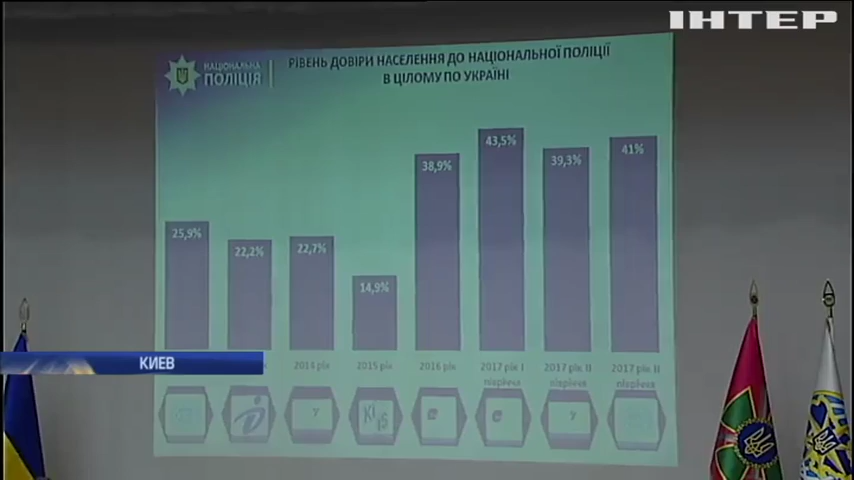 ІНТЕР
НАЦІОНАЛЬНА
ПОЛІЦІЯ
РІВЕНЬ ДОВІРИ НАСЕЛЕННЯ ДО НАЦІОНАЛЬНОЇ ПОЛІЦІЇ
В ЦІЛОМУ ПО УКРАЇНІ
25,9%
22,2%
22,7%
14,9%
38,9%
43,5%
39,3%
41%
КИЕВ
2014 рік
2015 рік
2016 рік
2017 рік І
півріччя
2017 рік ІІ
півріччя
2017 рік ІІ
півріччя